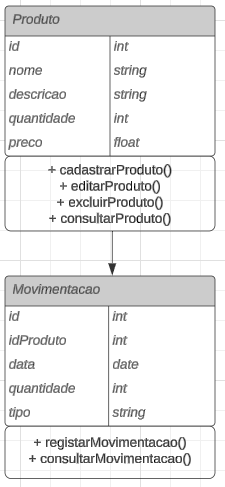 Produto
id int
nome string
descricao string
quantidade int
preco float
+ cadastrarProduto()
+ editarProduto()
+ excluirProduto()
+ consultarProduto()
Movimentacao
id int
idProduto int
data date
quantidade int
tipo string
+ registarMovimentacao()
+ consultarMovimentacao()